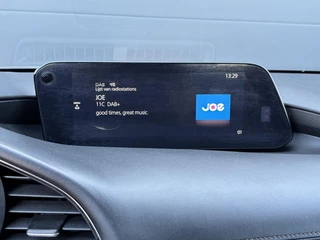 DAB
13:29
Lijst van radiostations
JOE
11C DAB+
good times, great music.
JOE